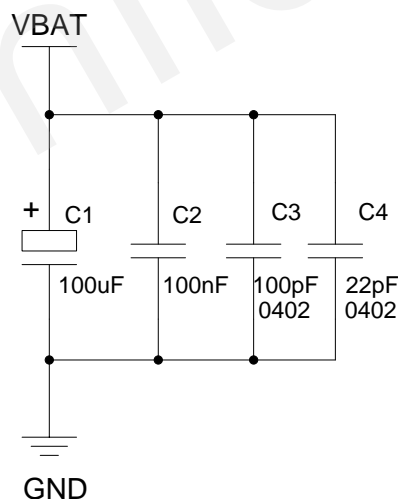 VBAT
+ C1 C2 C3 C4
100uF 100nF 100pF 22pF
0402 0402
GND